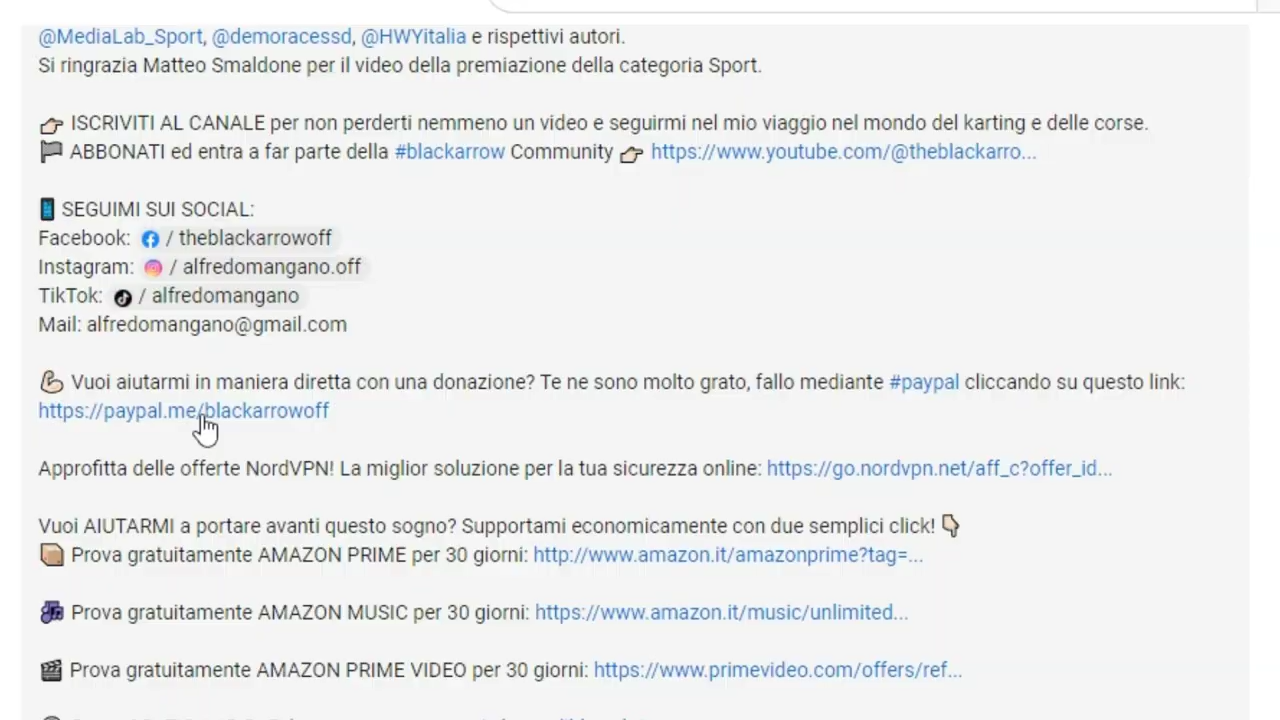 @MediaLab_Sport, @demoracessd, @HWYitalia e rispettivi autori.
Si ringrazia Matteo Smaldone per il video della premiazione della categoria Sport.
👉 ISCRIVITI AL CANALE per non perderti nemmeno un video e seguirmi nel mio viaggio nel mondo del karting e delle corse.
🏴 ABBONATI ed entra a far parte della #blackarrow Community 👉 https://www.youtube.com/@theblackarro...
📱 SEGUIMI SUI SOCIAL:
Facebook: / theblackarrowoff
Instagram: / alfredomangano.off
TikTok: / alfredomangano
Mail: alfredomangano@gmail.com
💪 Vuoi aiutarmi in maniera diretta con una donazione? Te ne sono molto grato, fallo mediante #paypal cliccando su questo link:
https://paypal.me/blackarrowoff
Approfitta delle offerte NordVPN! La miglior soluzione per la tua sicurezza online: https://go.nordvpn.net/aff_c?offer_id...
Vuoi AIUTARMI a portare avanti questo sogno? Supportami economicamente con due semplici click! 👇
📦 Prova gratuitamente AMAZON PRIME per 30 giorni: http://www.amazon.it/amazonprime?tag=...
🎶 Prova gratuitamente AMAZON MUSIC per 30 giorni: https://www.amazon.it/music/unlimited...
🎬 Prova gratuitamente AMAZON PRIME VIDEO per 30 giorni: https://www.primevideo.com/offers/ref...